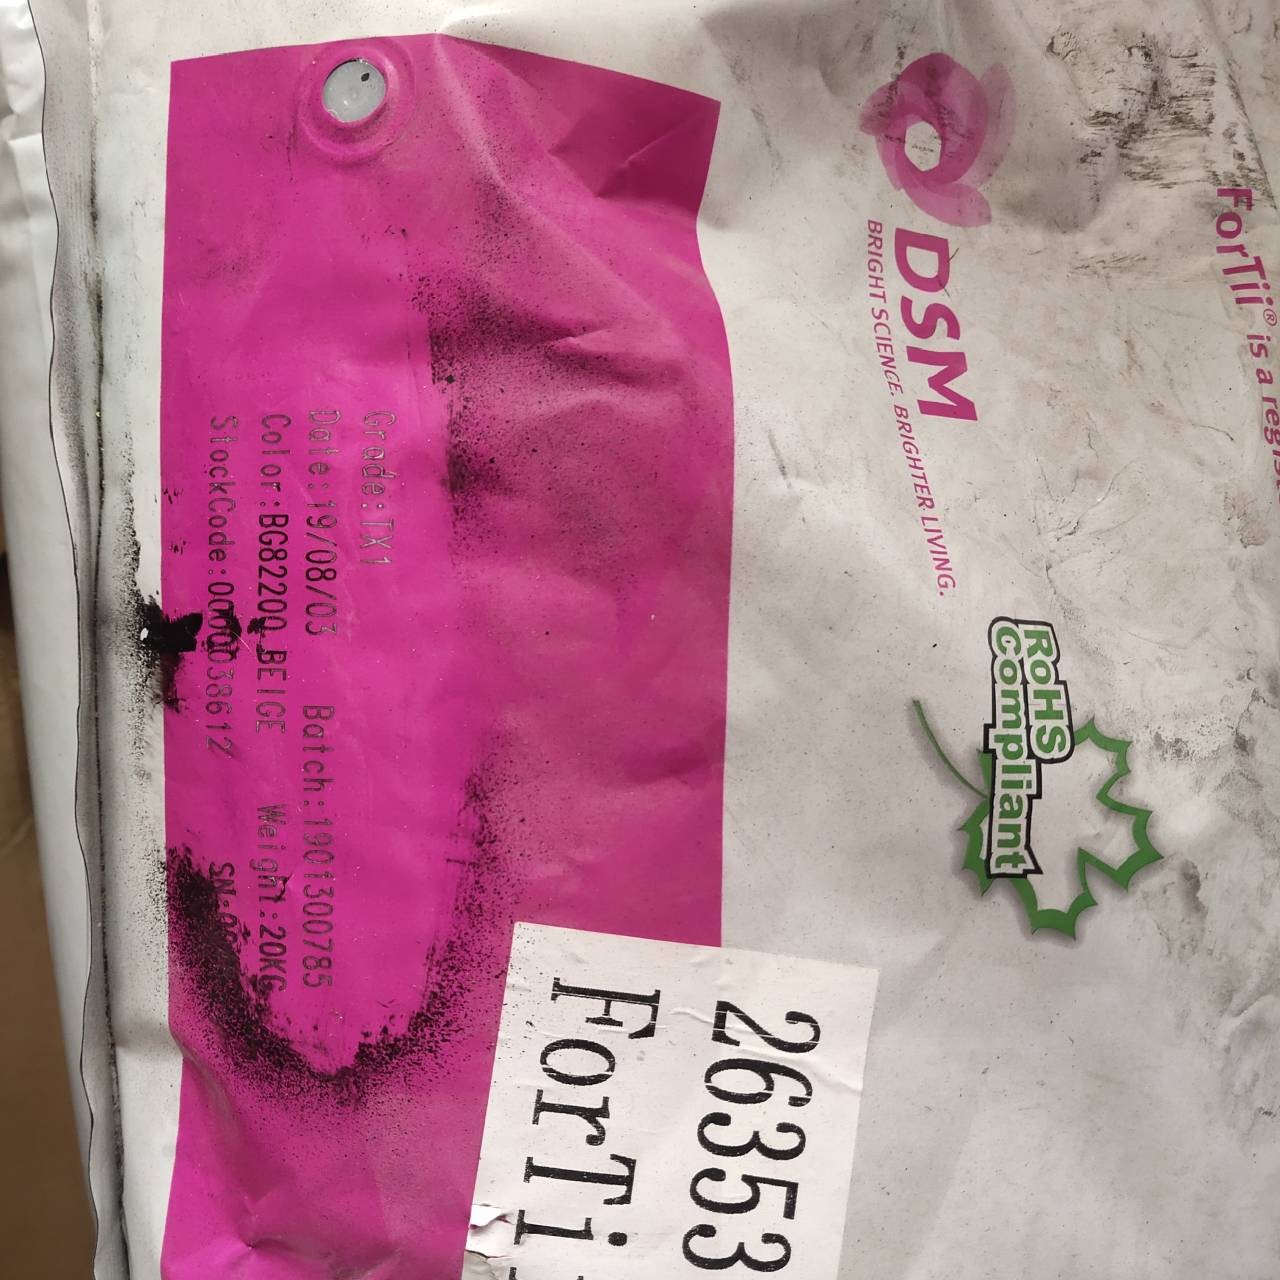 ForTii® is a
DSM
BRIGHT SCIENCE. BRIGHTER LIVING.
RoHS
Compliant
26353
ForTi
Grade:TX1
Date:19/08/03 Batch:1901300785
Color:BG82200 BEIGE Weight:20KG
StockCode:0000038612 SN: